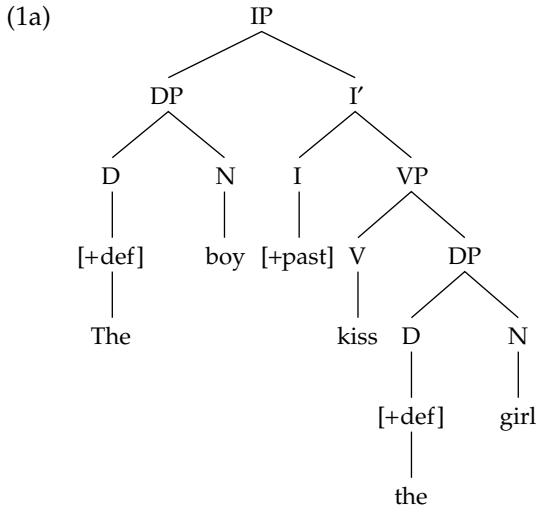 (1a) IP
DP I′
D N I VP
[+def] boy [+past] V DP
The kiss D N
[+def] girl
the